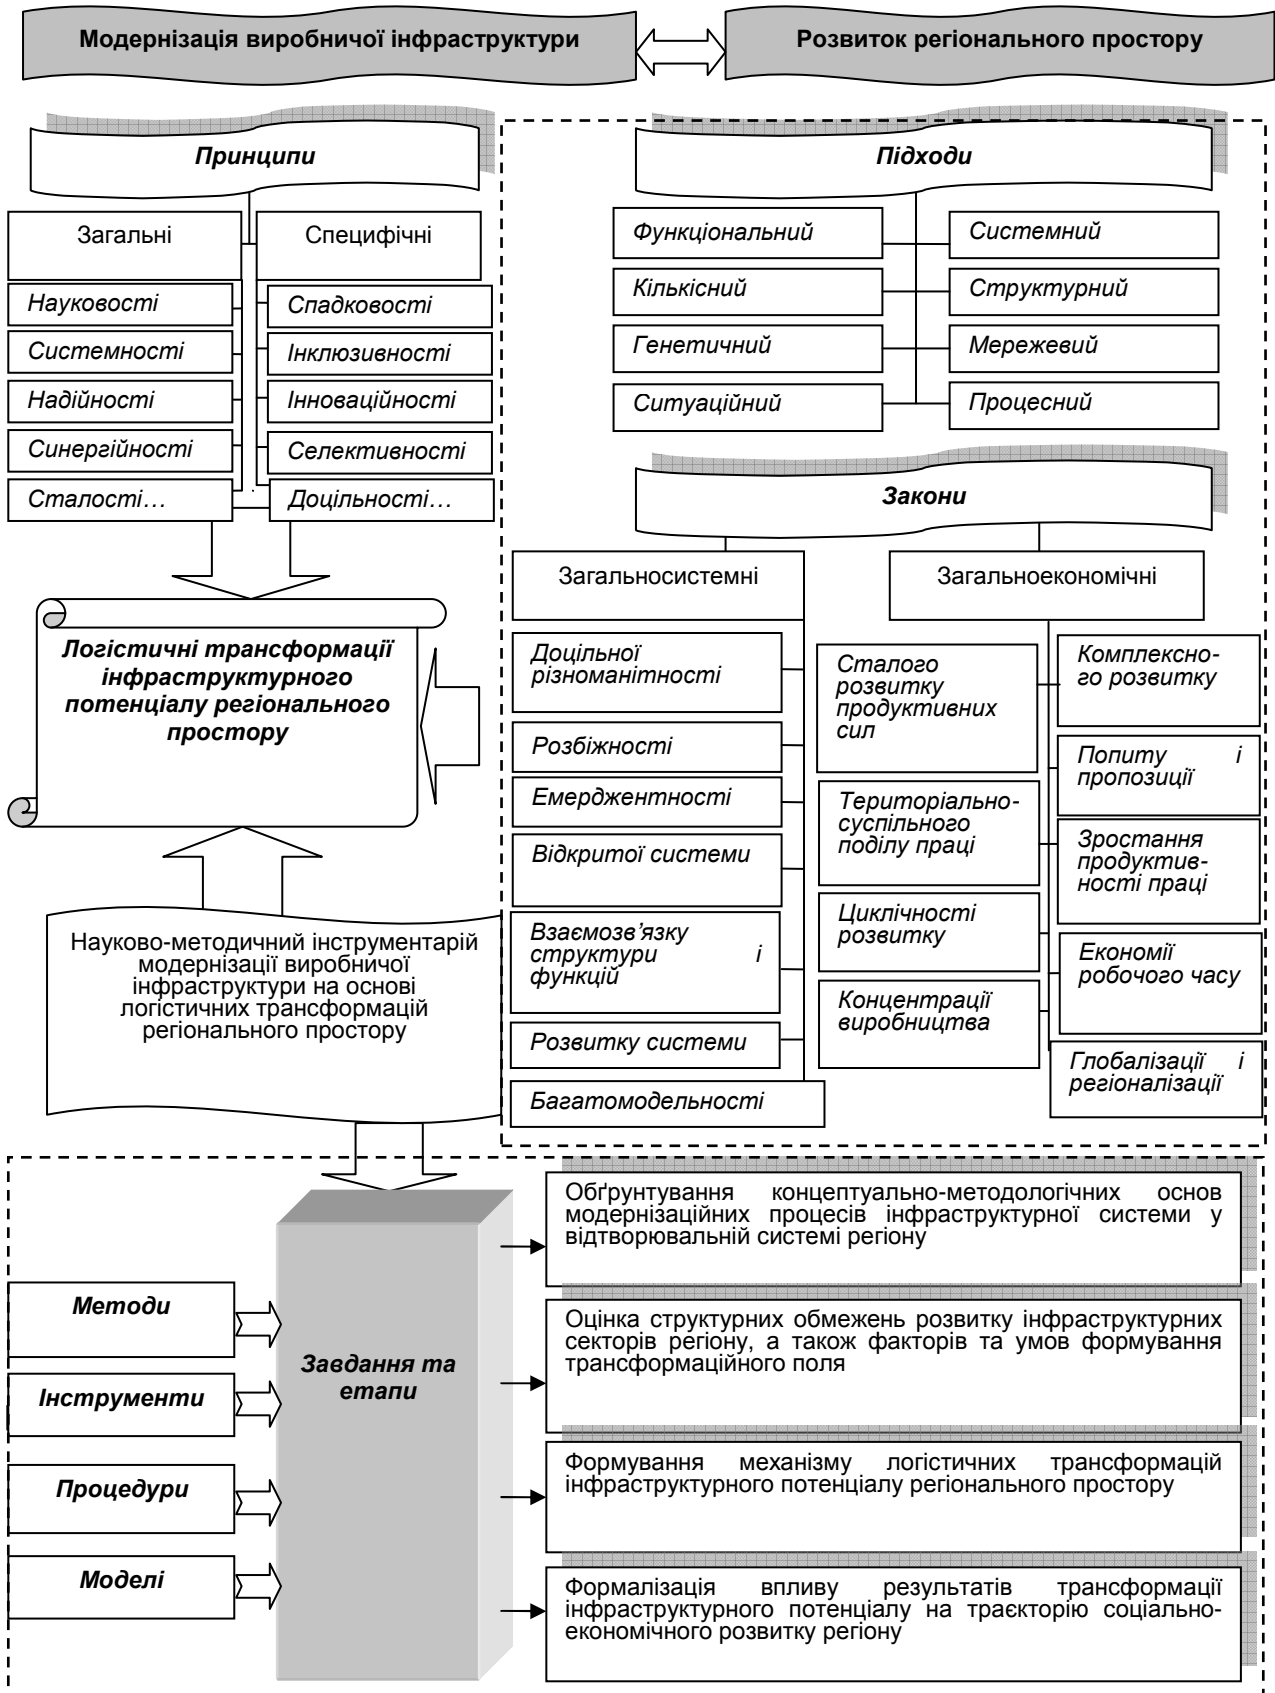 Модернізація виробничої інфраструктури
Розвиток регіонального простору
Принципи
Загальні
Специфічні
Науковості
Системності
Надійності
Синергійності
Сталості…
Спадковості
Інклюзивності
Інноваційності
Селективності
Доцільності…
Підходи
Функціональний
Кількісний
Генетичний
Ситуаційний
Системний
Структурний
Мережевий
Процесний
Закони
Загальносистемні
Загальноекономічні
Доцільної
різноманітності
Розбіжності
Емерджентності
Відкритої системи
Взаємозв’язку
структури і
функцій
Розвитку системи
Багатомодельності
Сталого
розвитку
продуктивних
сил
Територіально-
суспільного
поділу праці
Циклічності
розвитку
Концентрації
виробництва
Комплексно-
го розвитку
Попиту і
пропозиції
Зростання
продуктив-
ності праці
Економії
робочого часу
Глобалізації і
регіоналізації
Логістичні трансформації
інфраструктурного
потенціалу регіонального
простору
Науково-методичний інструментарій
модернізації виробничої
інфраструктури на основі
логістичних трансформацій
регіонального простору
Методи
Інструменти
Процедури
Моделі
Завдання та
етапи
Обґрунтування концептуально-методологічних основ
модернізаційних процесів інфраструктурної системи у
відтворювальній системі регіону
Оцінка структурних обмежень розвитку інфраструктурних
секторів регіону, а також факторів та умов формування
трансформаційного поля
Формування механізму логістичних трансформацій
інфраструктурного потенціалу регіонального простору
Формалізація впливу результатів трансформації
інфраструктурного потенціалу на траєкторію соціально-
економічного розвитку регіону